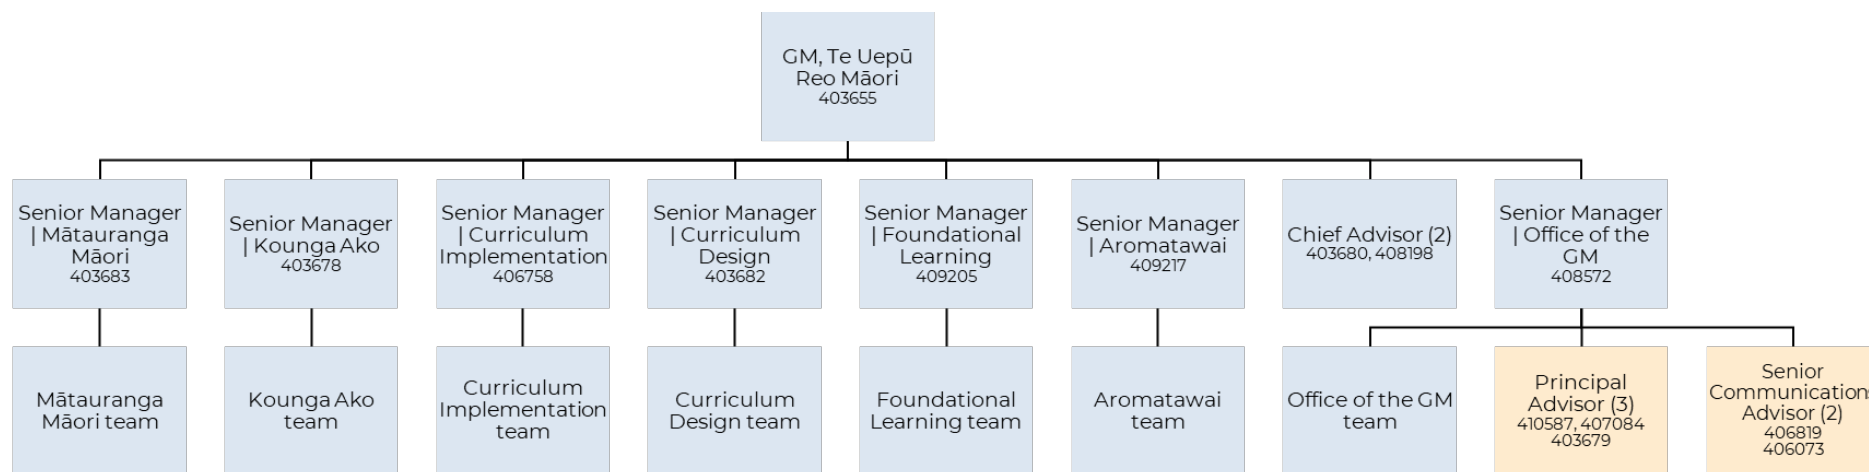 GM, Te Uepū
Reo Māori
403655
Senior Manager
| Mātauranga
Māori
403683
Senior Manager
| Kounga Ako
403678
Senior Manager
| Curriculum
Implementation
406758
Senior Manager
| Curriculum
Design
403682
Senior Manager
| Foundational
Learning
409205
Senior Manager
| Aromatawai
409217
Chief Advisor (2)
403680, 408198
Senior Manager
| Office of the
GM
408572
Mātauranga
Māori team
Kounga Ako
team
Curriculum
Implementation
team
Curriculum
Design team
Foundational
Learning team
Aromatawai
team
Office of the GM
team
Principal
Advisor (3)
410587, 407084
403679
Senior
Communications
Advisor (2)
406819
406073